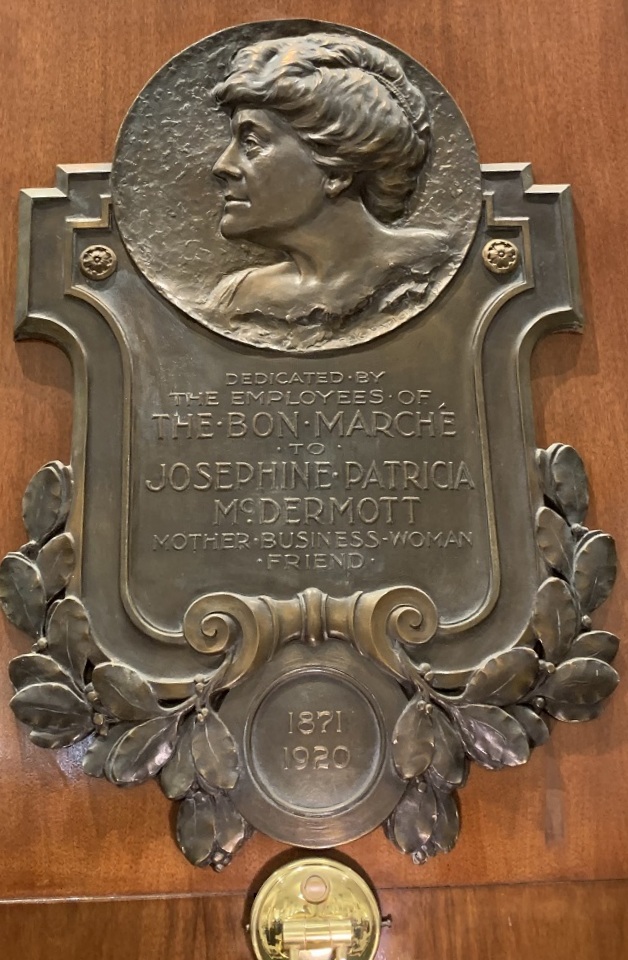 DEDICATED·BY
THE EMPLOYEES·OF
THE·BON·MARCHÉ
·TO·
JOSEPHINE·PATRICIA
McDERMOTT
MOTHER·BUSINESS-WOMAN
·FRIEND·
1871
1920